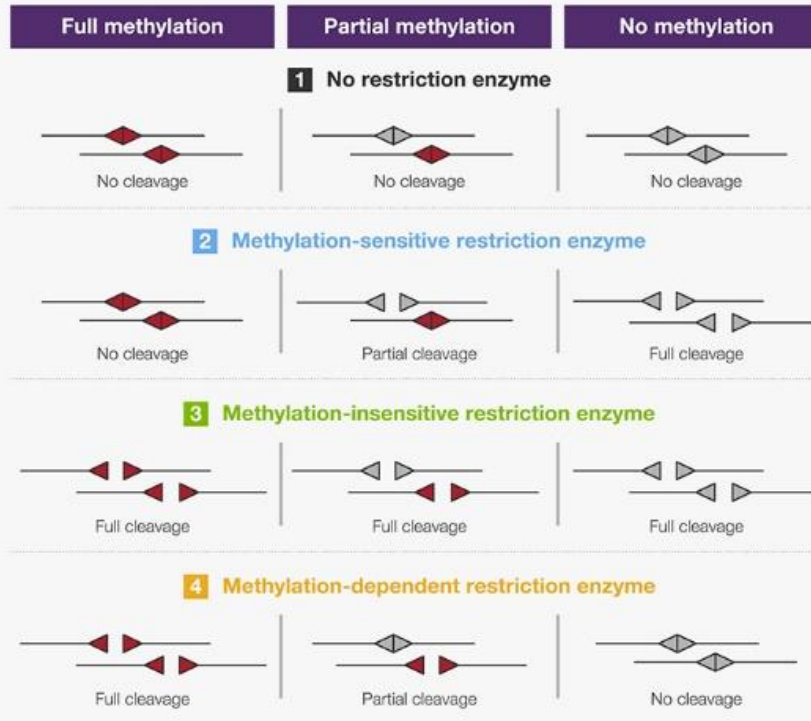 Full methylation Partial methylation No methylation
1 No restriction enzyme
No cleavage No cleavage No cleavage
2 Methylation-sensitive restriction enzyme
No cleavage Partial cleavage Full cleavage
3 Methylation-insensitive restriction enzyme
Full cleavage Full cleavage Full cleavage
4 Methylation-dependent restriction enzyme
Full cleavage Partial cleavage No cleavage